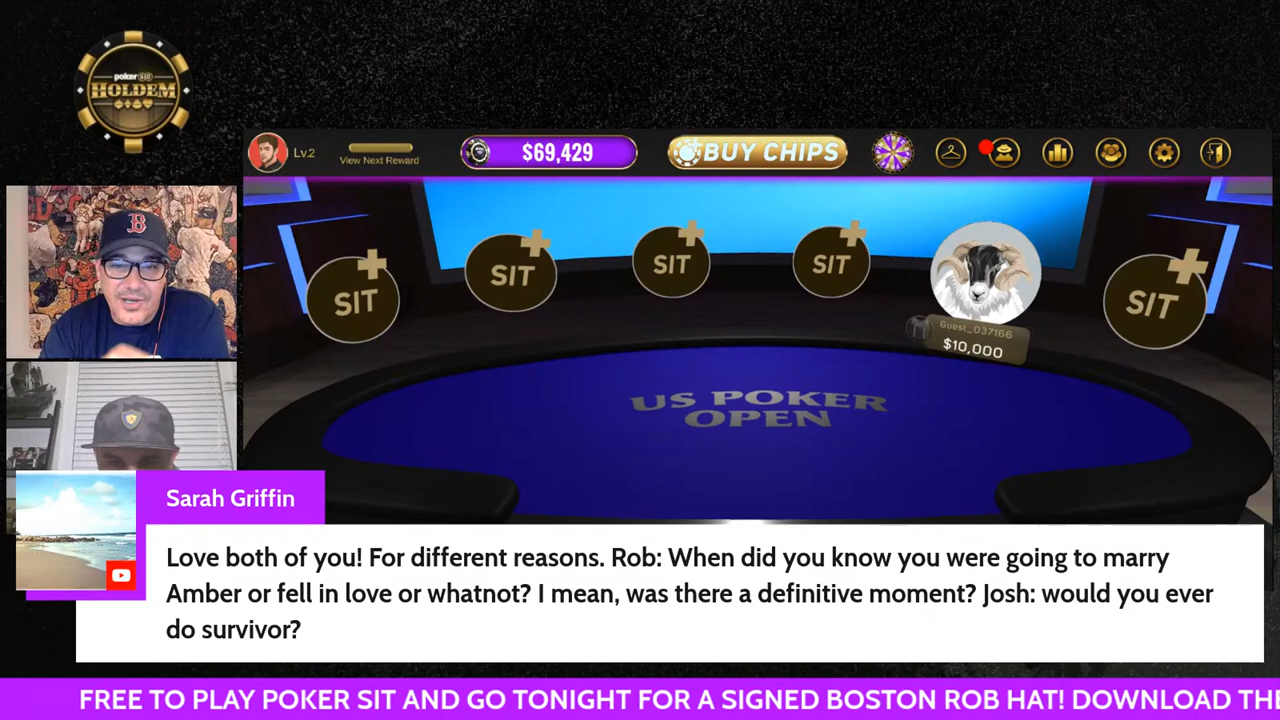 poker GO
HOLDEM
Lv.2
View Next Reward
$69,429
BUY CHIPS
B
SIT
SIT
SIT
SIT
SIT
Guest_037166
$10,000
US POKER
OPEN
Sarah Griffin
Love both of you! For different reasons. Rob: When did you know you were going to marry
Amber or fell in love or whatnot? I mean, was there a definitive moment? Josh: would you ever
do survivor?
FREE TO PLAY POKER SIT AND GO TONIGHT FOR A SIGNED BOSTON ROB HAT! DOWNLOAD THE